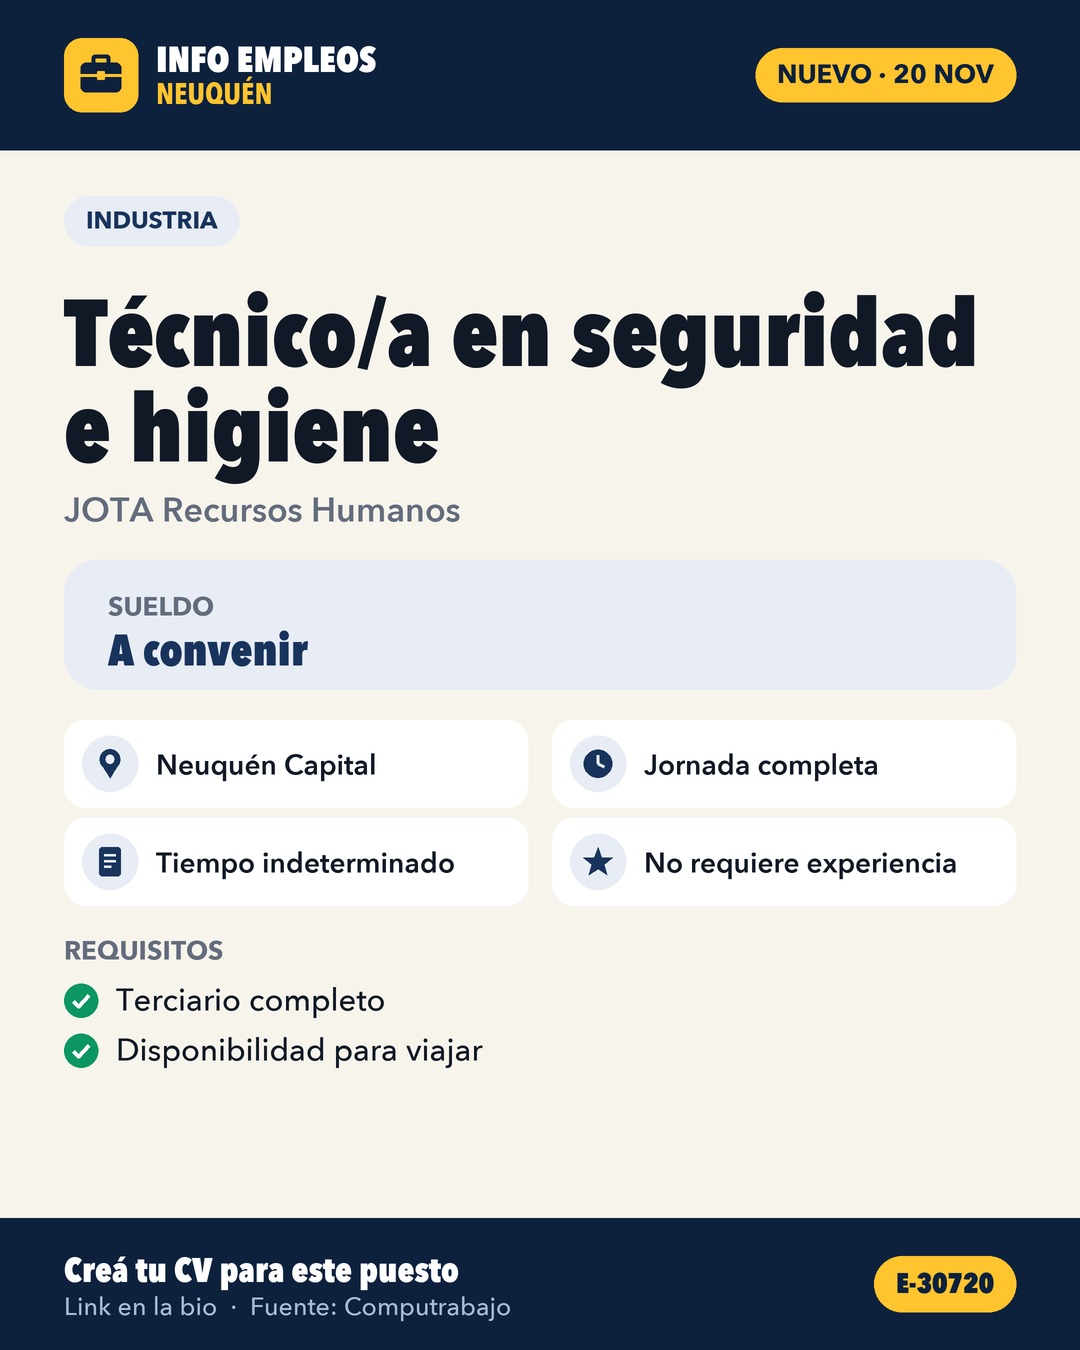 INFO EMPLEOS
NEUQUÉN
NUEVO · 20 NOV
INDUSTRIA
Técnico/a en seguridad
e higiene
JOTA Recursos Humanos
SUELDO
A convenir
Neuquén Capital
Jornada completa
Tiempo indeterminado
No requiere experiencia
REQUISITOS
Terciario completo
Disponibilidad para viajar
Creá tu CV para este puesto
Link en la bio · Fuente: Computrabajo
E-30720